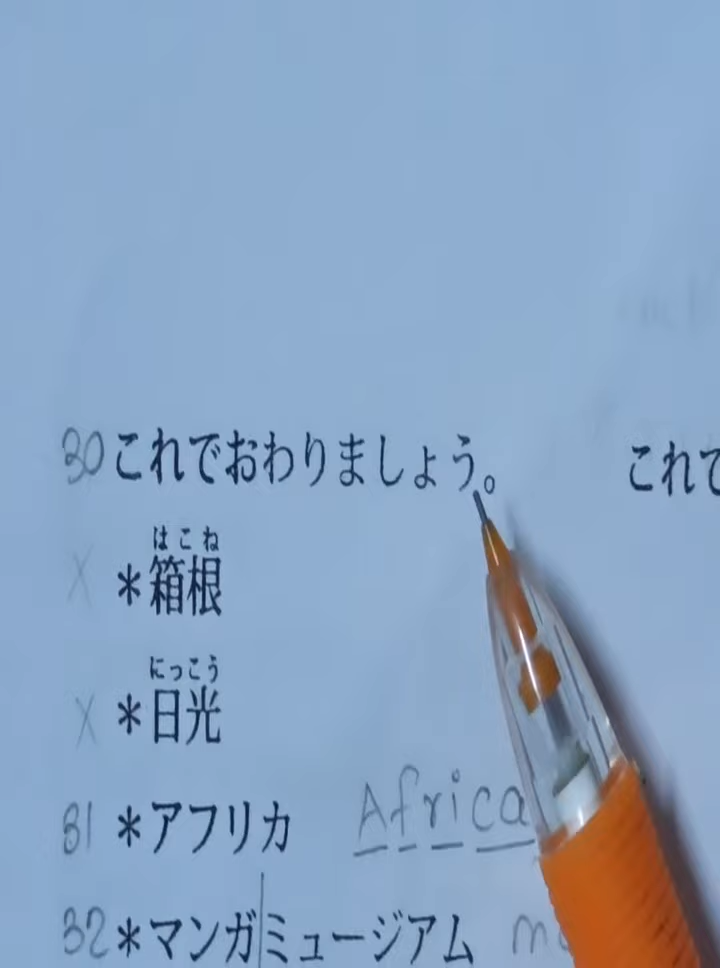 30 これでおわりましょう。 これで
はこね
X *箱根
にっこう
X *日光
31 *アフリカ Africa
32 *マンガ|ミュージアム m